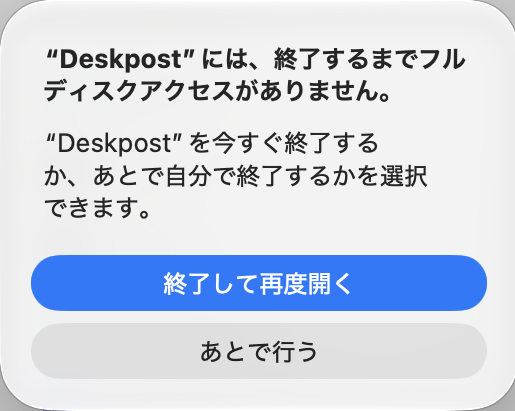 “Deskpost”には、終了するまでフル
ディスクアクセスがありません。
“Deskpost”を今すぐ終了する
か、あとで自分で終了するかを選択
できます。
終了して再度開く
あとで行う